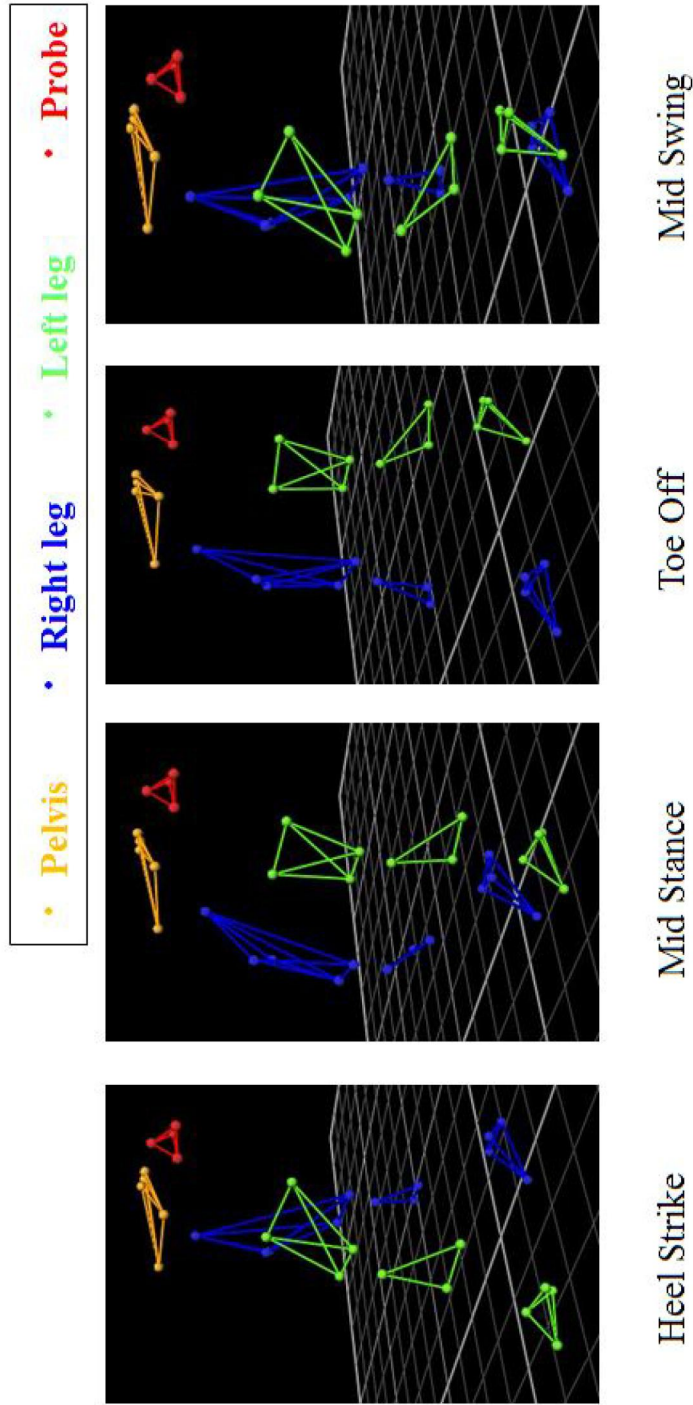 • Pelvis • Right leg • Left leg • Probe
Heel Strike
Mid Stance
Toe Off
Mid Swing